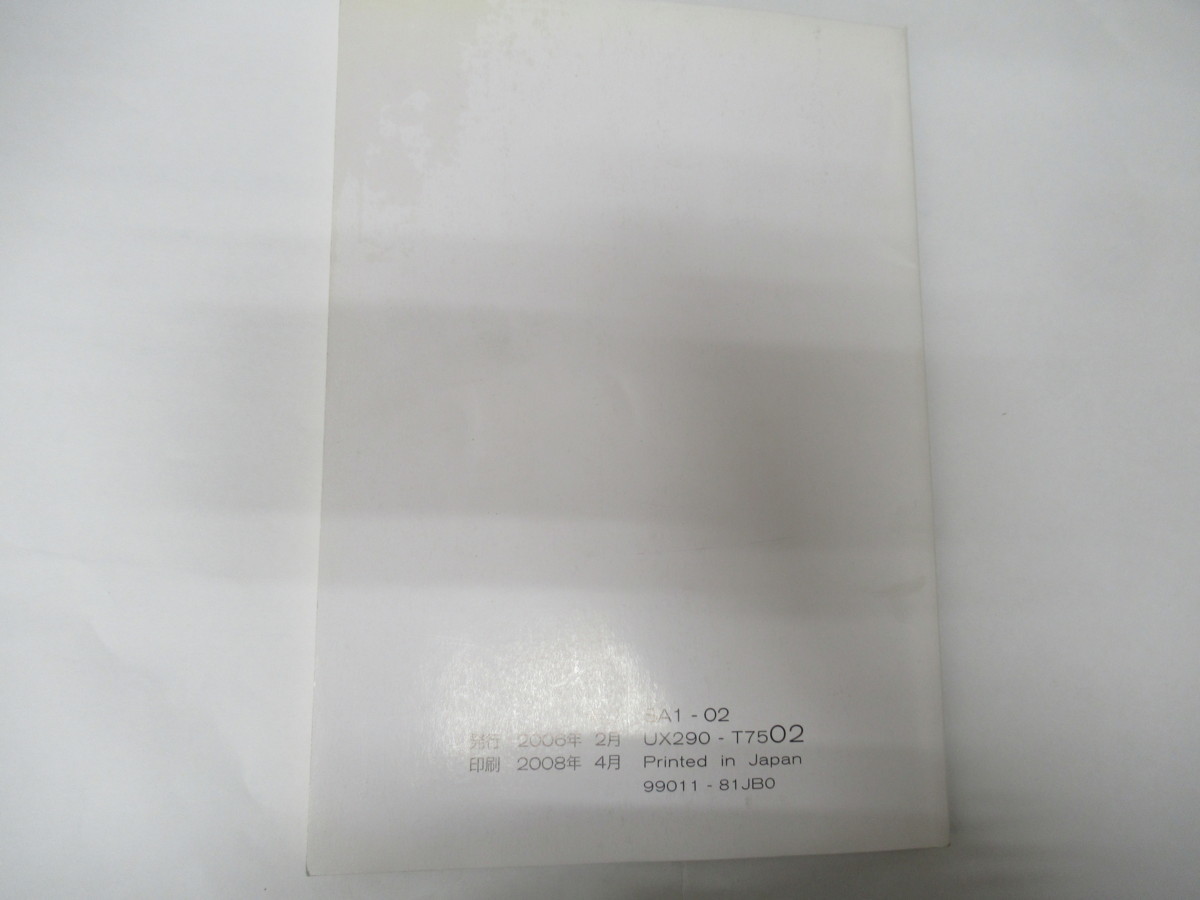 A1 - 02
発行 2008年 2月 UX290 - T7502
印刷 2008年 4月 Printed in Japan
99011 - 81JB0